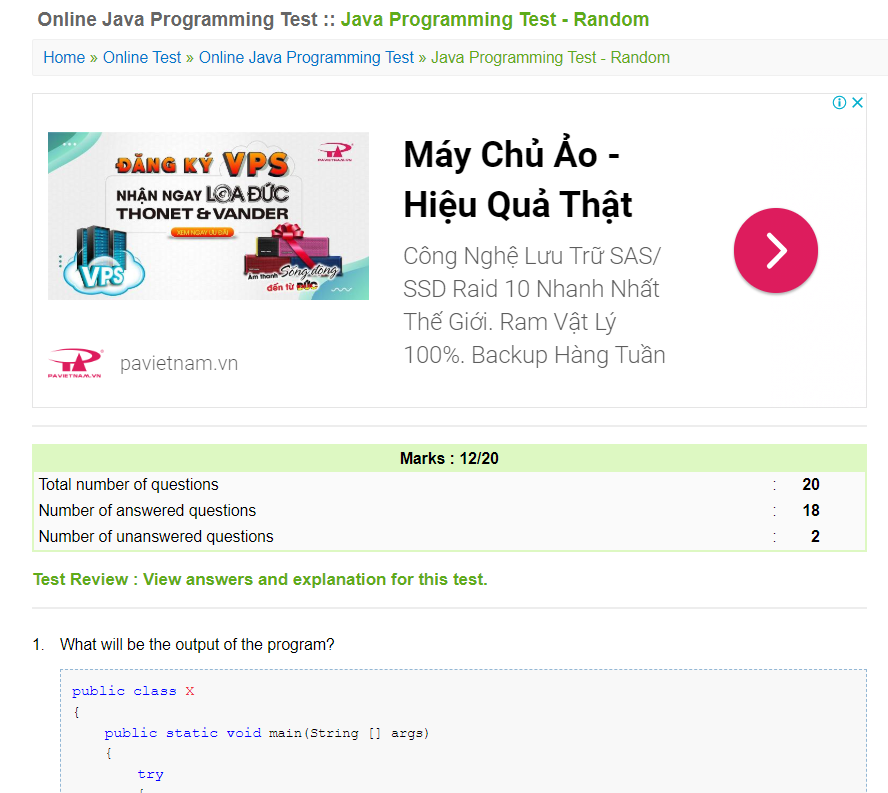 Online Java Programming Test :: Java Programming Test - Random
Home » Online Test » Online Java Programming Test » Java Programming Test - Random
ĐĂNG KÝ VPS
NHẬN NGAY LOA ĐỨC
THONET & VANDER
XEM NGAY ƯU ĐÃI
VPS
Âm thanh Sống động
đến từ ĐỨC
PAVIETNAM.VN
Máy Chủ Ảo -
Hiệu Quả Thật
Công Nghệ Lưu Trữ SAS/
SSD Raid 10 Nhanh Nhất
Thế Giới. Ram Vật Lý
100%. Backup Hàng Tuần
PAVIETNAM.VN
pavietnam.vn
Marks : 12/20
Total number of questions : 20
Number of answered questions : 18
Number of unanswered questions : 2
Test Review : View answers and explanation for this test.
1. What will be the output of the program?
public class X
{
public static void main(String [] args)
{
try
{